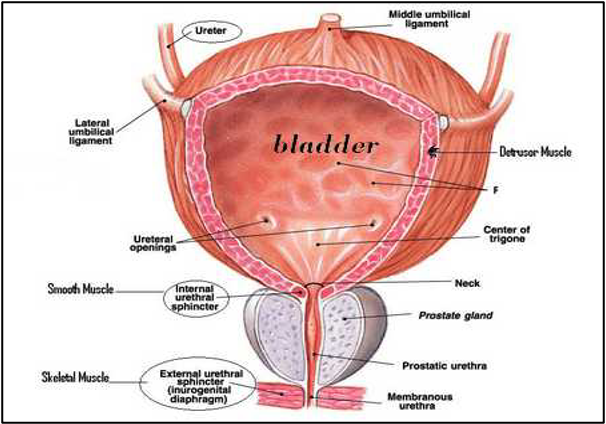 Middle umbilical
ligament
Ureter
Lateral
umbilical
ligament
bladder
Detrusor Muscle
F
Ureteral
openings
Center of
trigone
Smooth Muscle
Internal
urethral
sphincter
Neck
Prostate gland
Skeletal Muscle
External urethral
sphincter
(inurogenital
diaphragm)
Prostatic urethra
Membranous
urethra